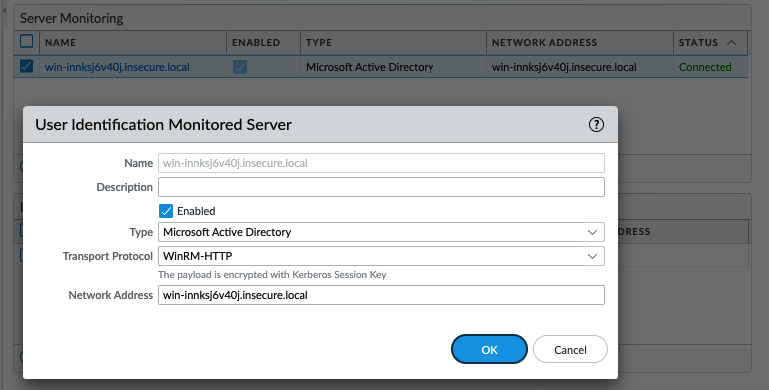 Server Monitoring
NAME ENABLED TYPE NETWORK ADDRESS STATUS
win-innksj6v40j.insecure.local Microsoft Active Directory win-innksj6v40j.insecure.local Connected
User Identification Monitored Server ?
Name win-innksj6v40j.insecure.local
Description
Enabled
Type Microsoft Active Directory
Transport Protocol WinRM-HTTP
The payload is encrypted with Kerberos Session Key
Network Address win-innksj6v40j.insecure.local
OK Cancel